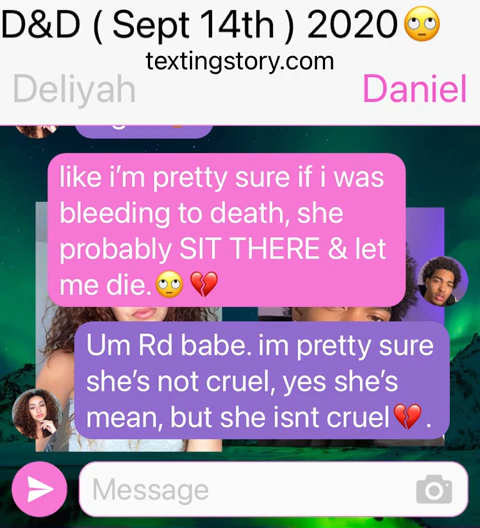 D&D ( Sept 14th ) 2020🙄
textingstory.com
Deliyah Daniel
like i’m pretty sure if i was
bleeding to death, she
probably SIT THERE & let
me die.🙄 💔
Um Rd babe. im pretty sure
she’s not cruel, yes she’s
mean, but she isnt cruel💔.
Message